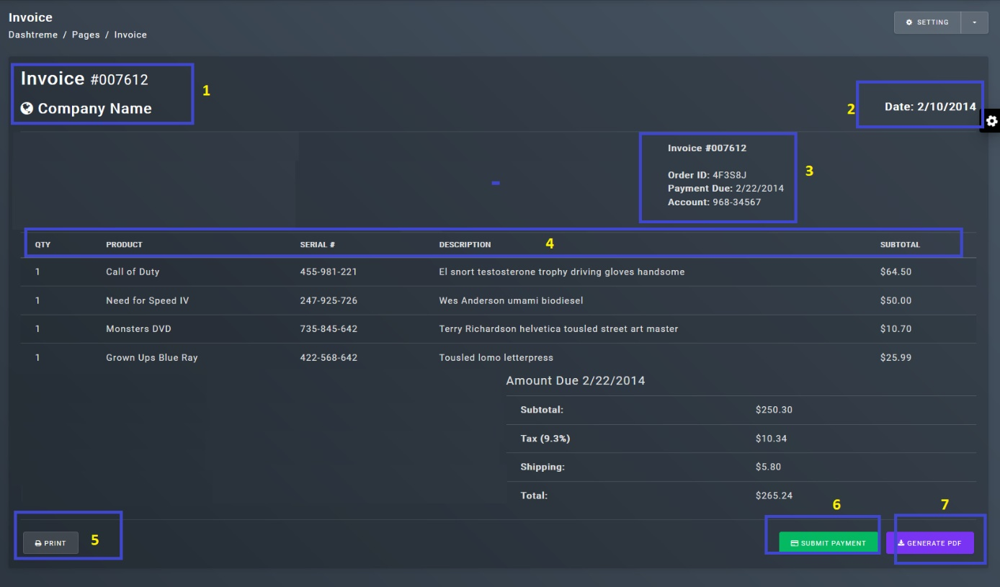 Invoice
Dashtreme / Pages / Invoice
SETTING
Invoice #007612
1
Company Name
2
Date: 2/10/2014
Invoice #007612
3
Order ID: 4F3S8J
Payment Due: 2/22/2014
Account: 968-34567
QTY PRODUCT SERIAL # DESCRIPTION 4 SUBTOTAL
1 Call of Duty 455-981-221 El snort testosterone trophy driving gloves handsome $64.50
1 Need for Speed IV 247-925-726 Wes Anderson umami biodiesel $50.00
1 Monsters DVD 735-845-642 Terry Richardson helvetica tousled street art master $10.70
1 Grown Ups Blue Ray 422-568-642 Tousled lomo letterpress $25.99
Amount Due 2/22/2014
Subtotal: $250.30
Tax (9.3%) $10.34
Shipping: $5.80
Total: $265.24
6 7
PRINT 5 SUBMIT PAYMENT GENERATE PDF